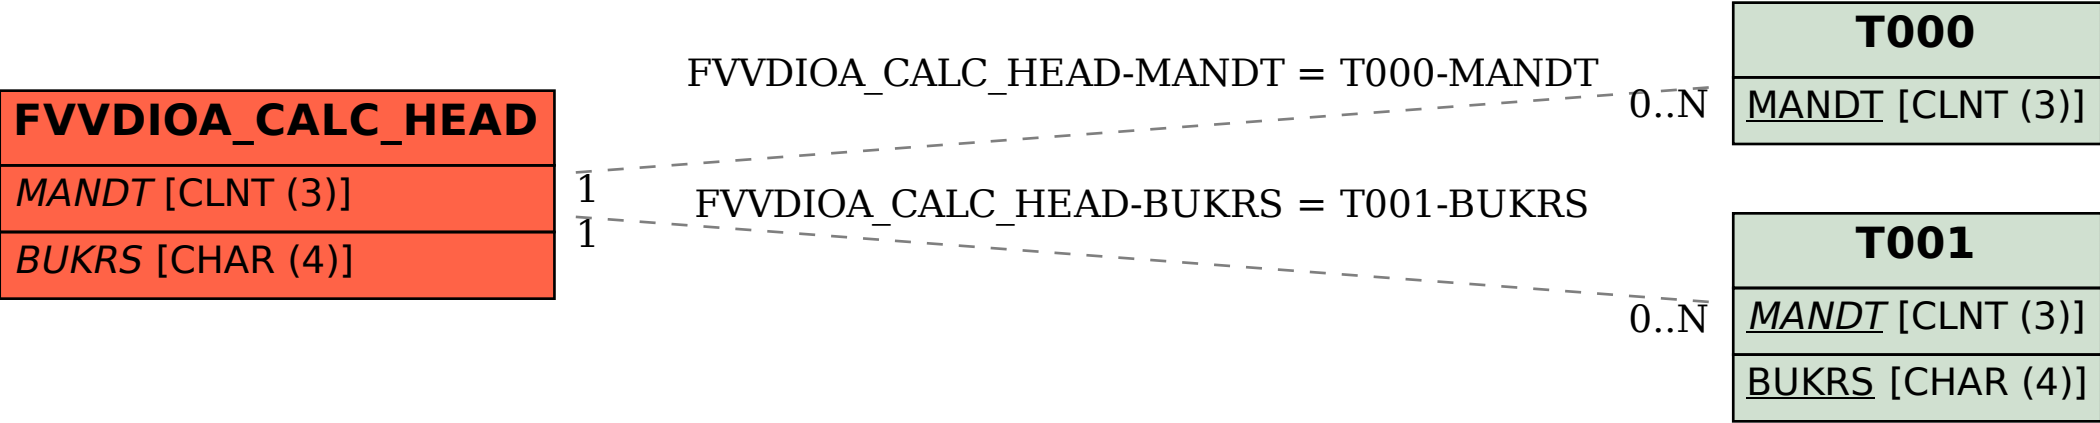 FVVDIOA_CALC_HEAD
MANDT [CLNT (3)]
BUKRS [CHAR (4)]
FVVDIOA_CALC_HEAD-MANDT = T000-MANDT
1
0..N
FVVDIOA_CALC_HEAD-BUKRS = T001-BUKRS
1
0..N
T000
MANDT [CLNT (3)]
T001
MANDT [CLNT (3)]
BUKRS [CHAR (4)]